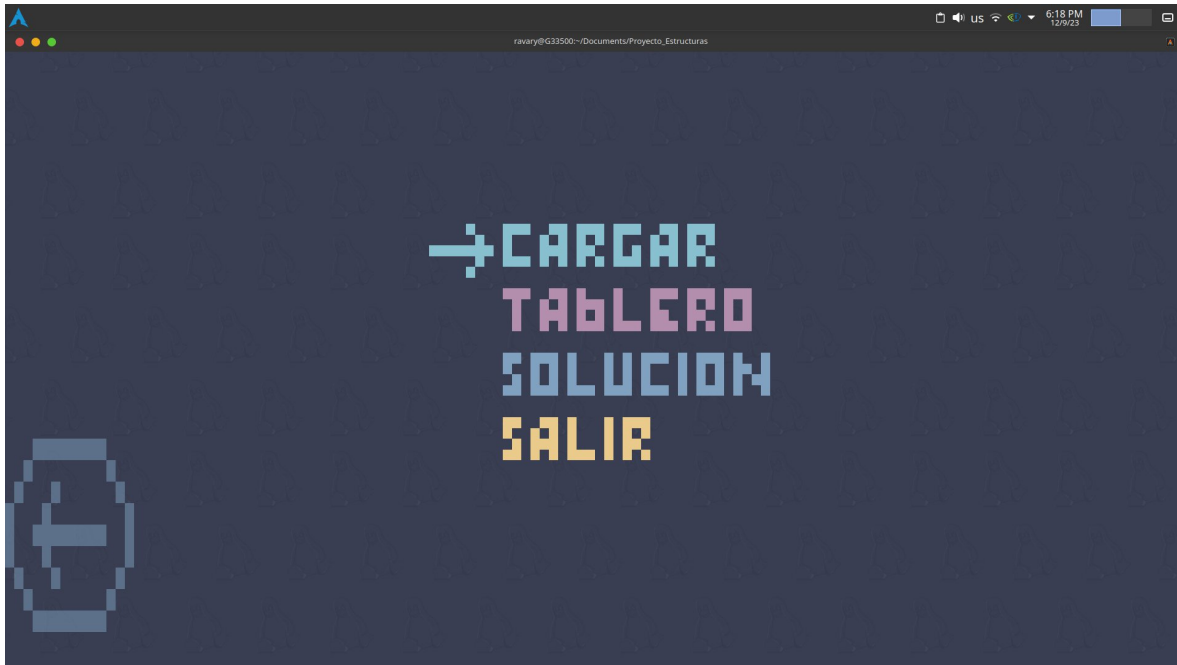 us 6:18 PM
12/9/23
ravary@G33500:~/Documents/Proyecto_Estructuras
CARGAR
TAbLERO
SOLUCION
SALIR